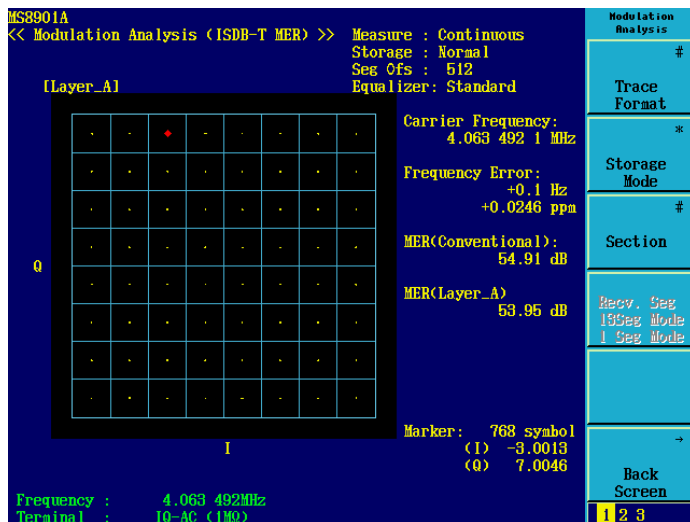 MS8901A
<< Modulation Analysis (ISDB-T MER) >>
Measure : Continuous
Storage : Normal
Seg Ofs : 512
Equalizer: Standard
[Layer_A]
Q
I
Carrier Frequency:
4.063 492 1 MHz
Frequency Error:
+0.1 Hz
+0.0246 ppm
MER(Conventional):
54.91 dB
MER(Layer_A)
53.95 dB
Marker: 768 symbol
(I) -3.0013
(Q) 7.0046
Frequency : 4.063 492MHz
Terminal : IQ-AC (1MΩ)
Modulation
Analysis
#
Trace
Format
*
Storage
Mode
#
Section
Recv. Seg
13Seg Mode
1 Seg Mode
→
Back
Screen
1 2 3